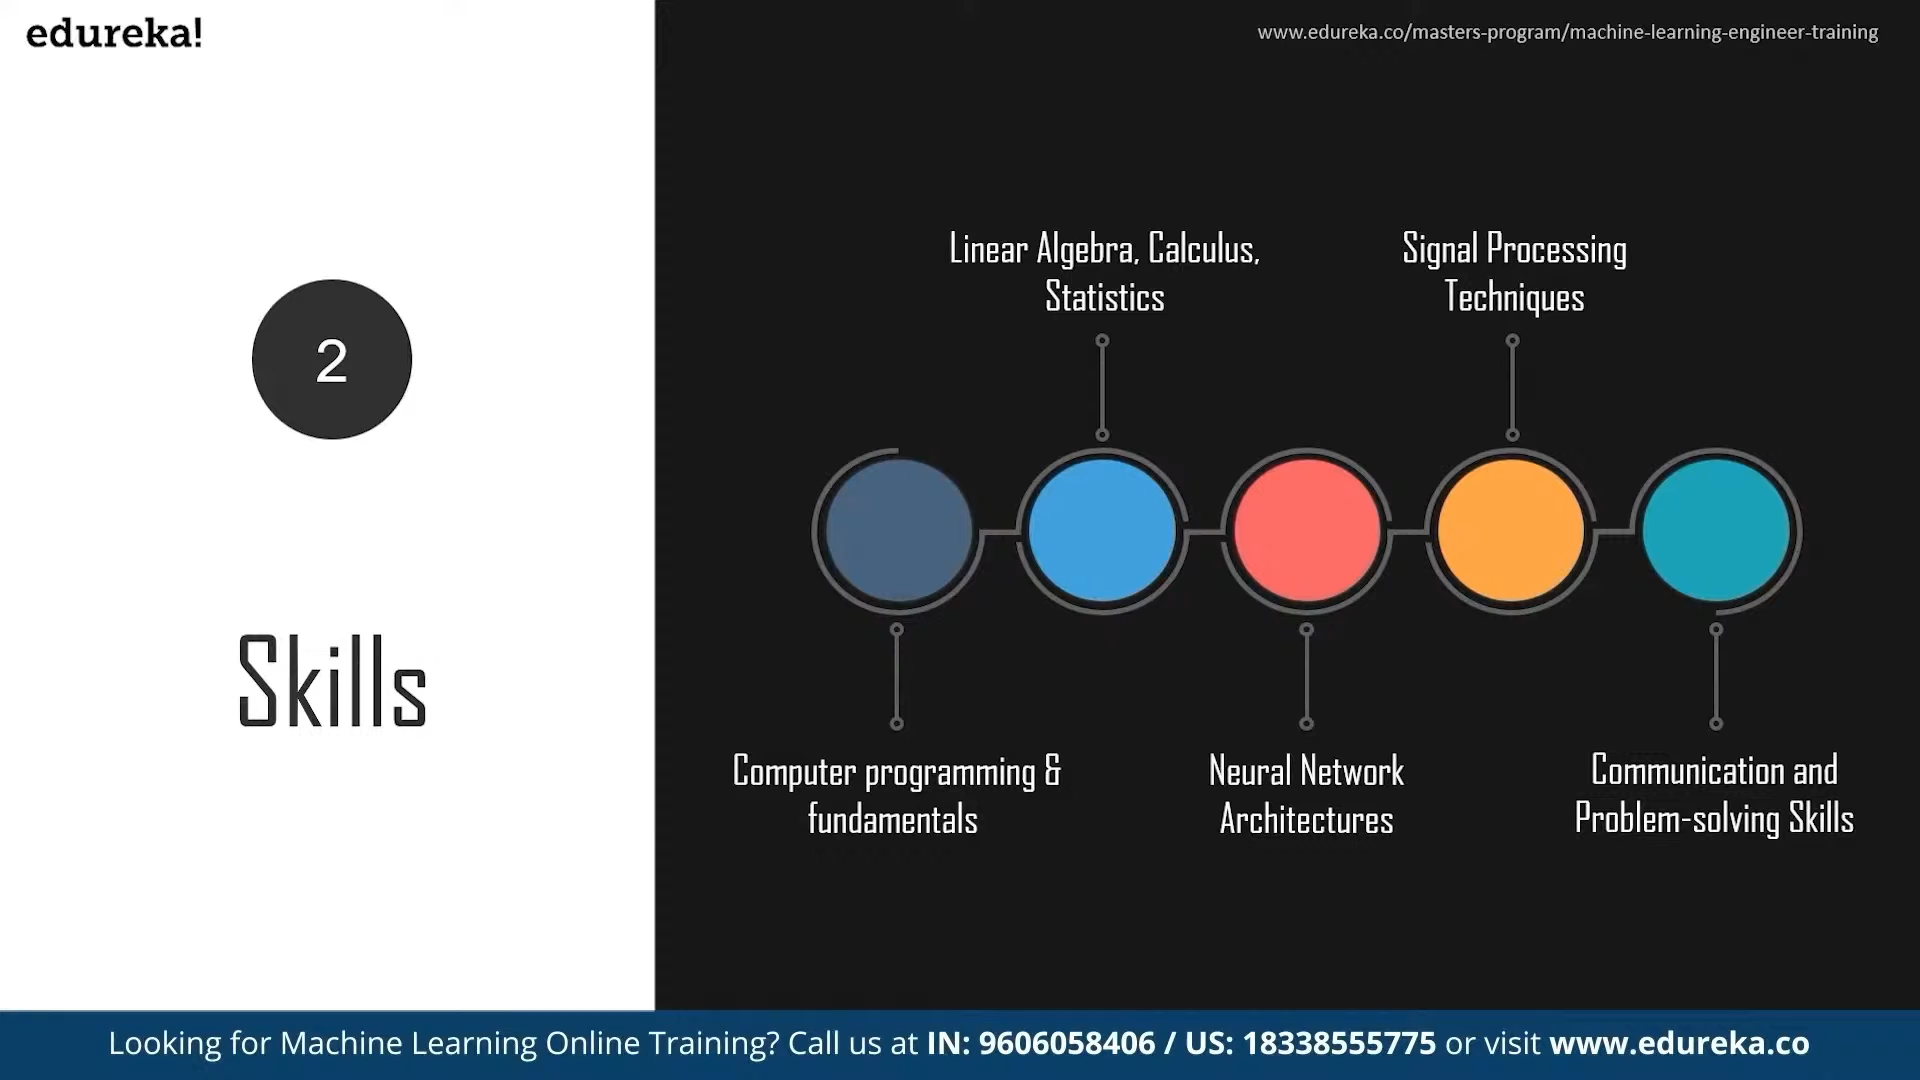 edureka!
www.edureka.co/masters-program/machine-learning-engineer-training
2
Skills
Linear Algebra, Calculus,
Statistics
Signal Processing
Techniques
Computer programming &
fundamentals
Neural Network
Architectures
Communication and
Problem-solving Skills
Looking for Machine Learning Online Training? Call us at IN: 9606058406 / US: 18338555775 or visit www.edureka.co